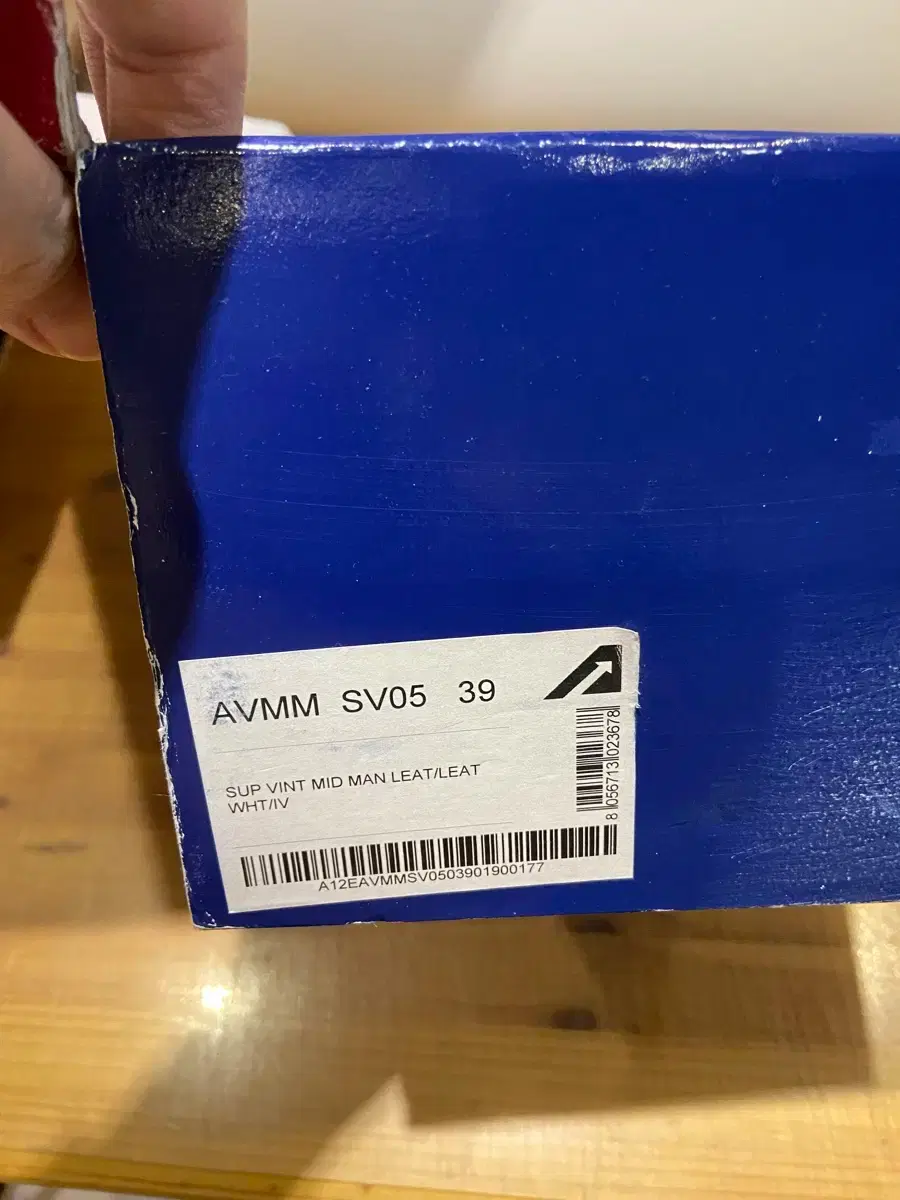 AVMM SV05 39
SUP VINT MID MAN LEAT/LEAT
WHT/IV
8 056713 023678
A12EAVMMSV0503901900177